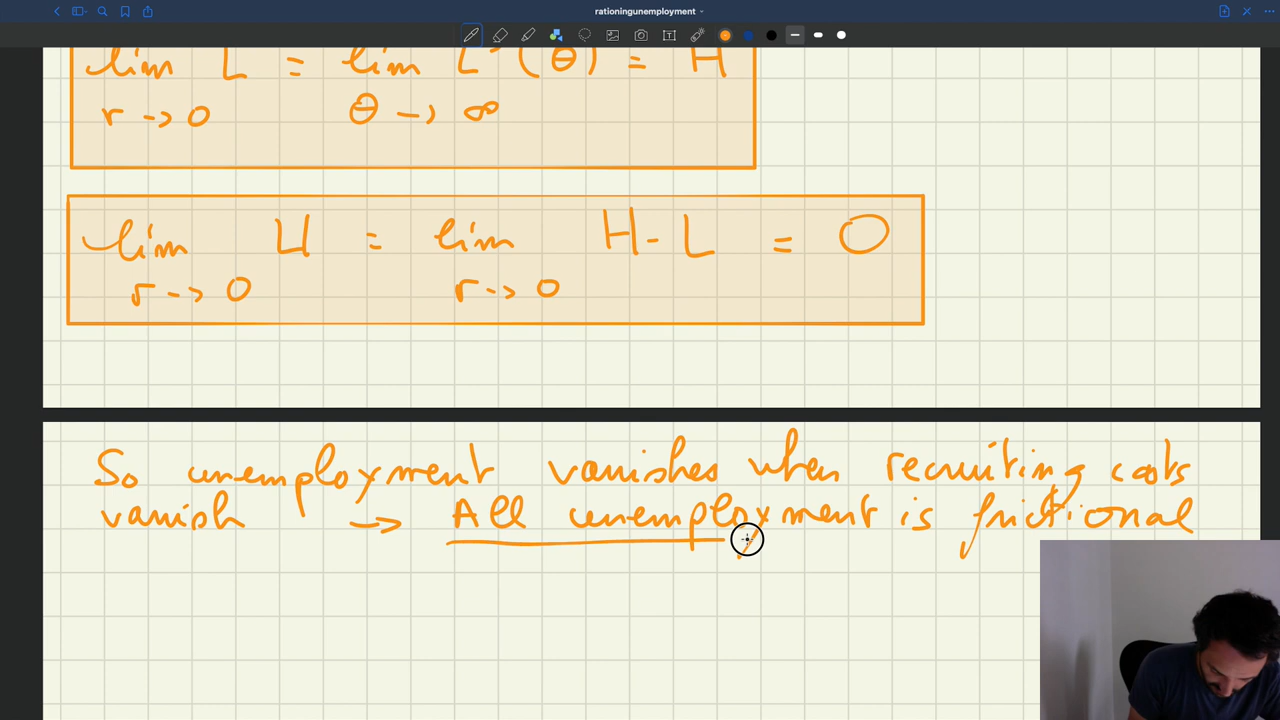 rationingunemployment
lim L = lim L^s (θ) = H
r → 0 θ → ∞
lim U = lim H - L = 0
r → 0 r → 0
So unemployment vanishes when recruiting costs
vanish → All unemployment is frictional